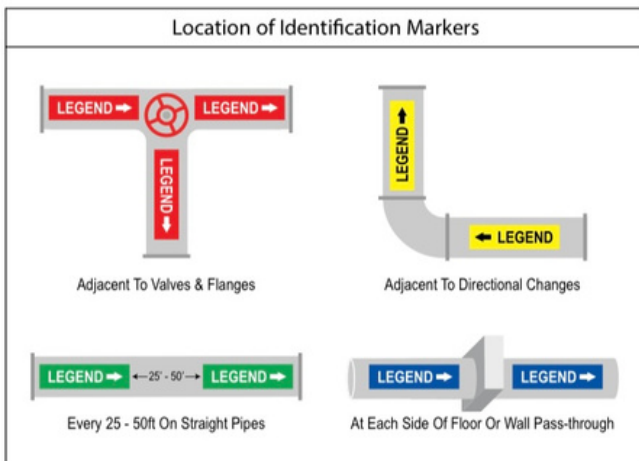 Location of Identification Markers
LEGEND→
LEGEND→
LEGEND→
Adjacent To Valves & Flanges
LEGEND→
← LEGEND
Adjacent To Directional Changes
LEGEND→
←25' - 50'→
LEGEND→
Every 25 - 50ft On Straight Pipes
LEGEND→
LEGEND→
At Each Side Of Floor Or Wall Pass-through